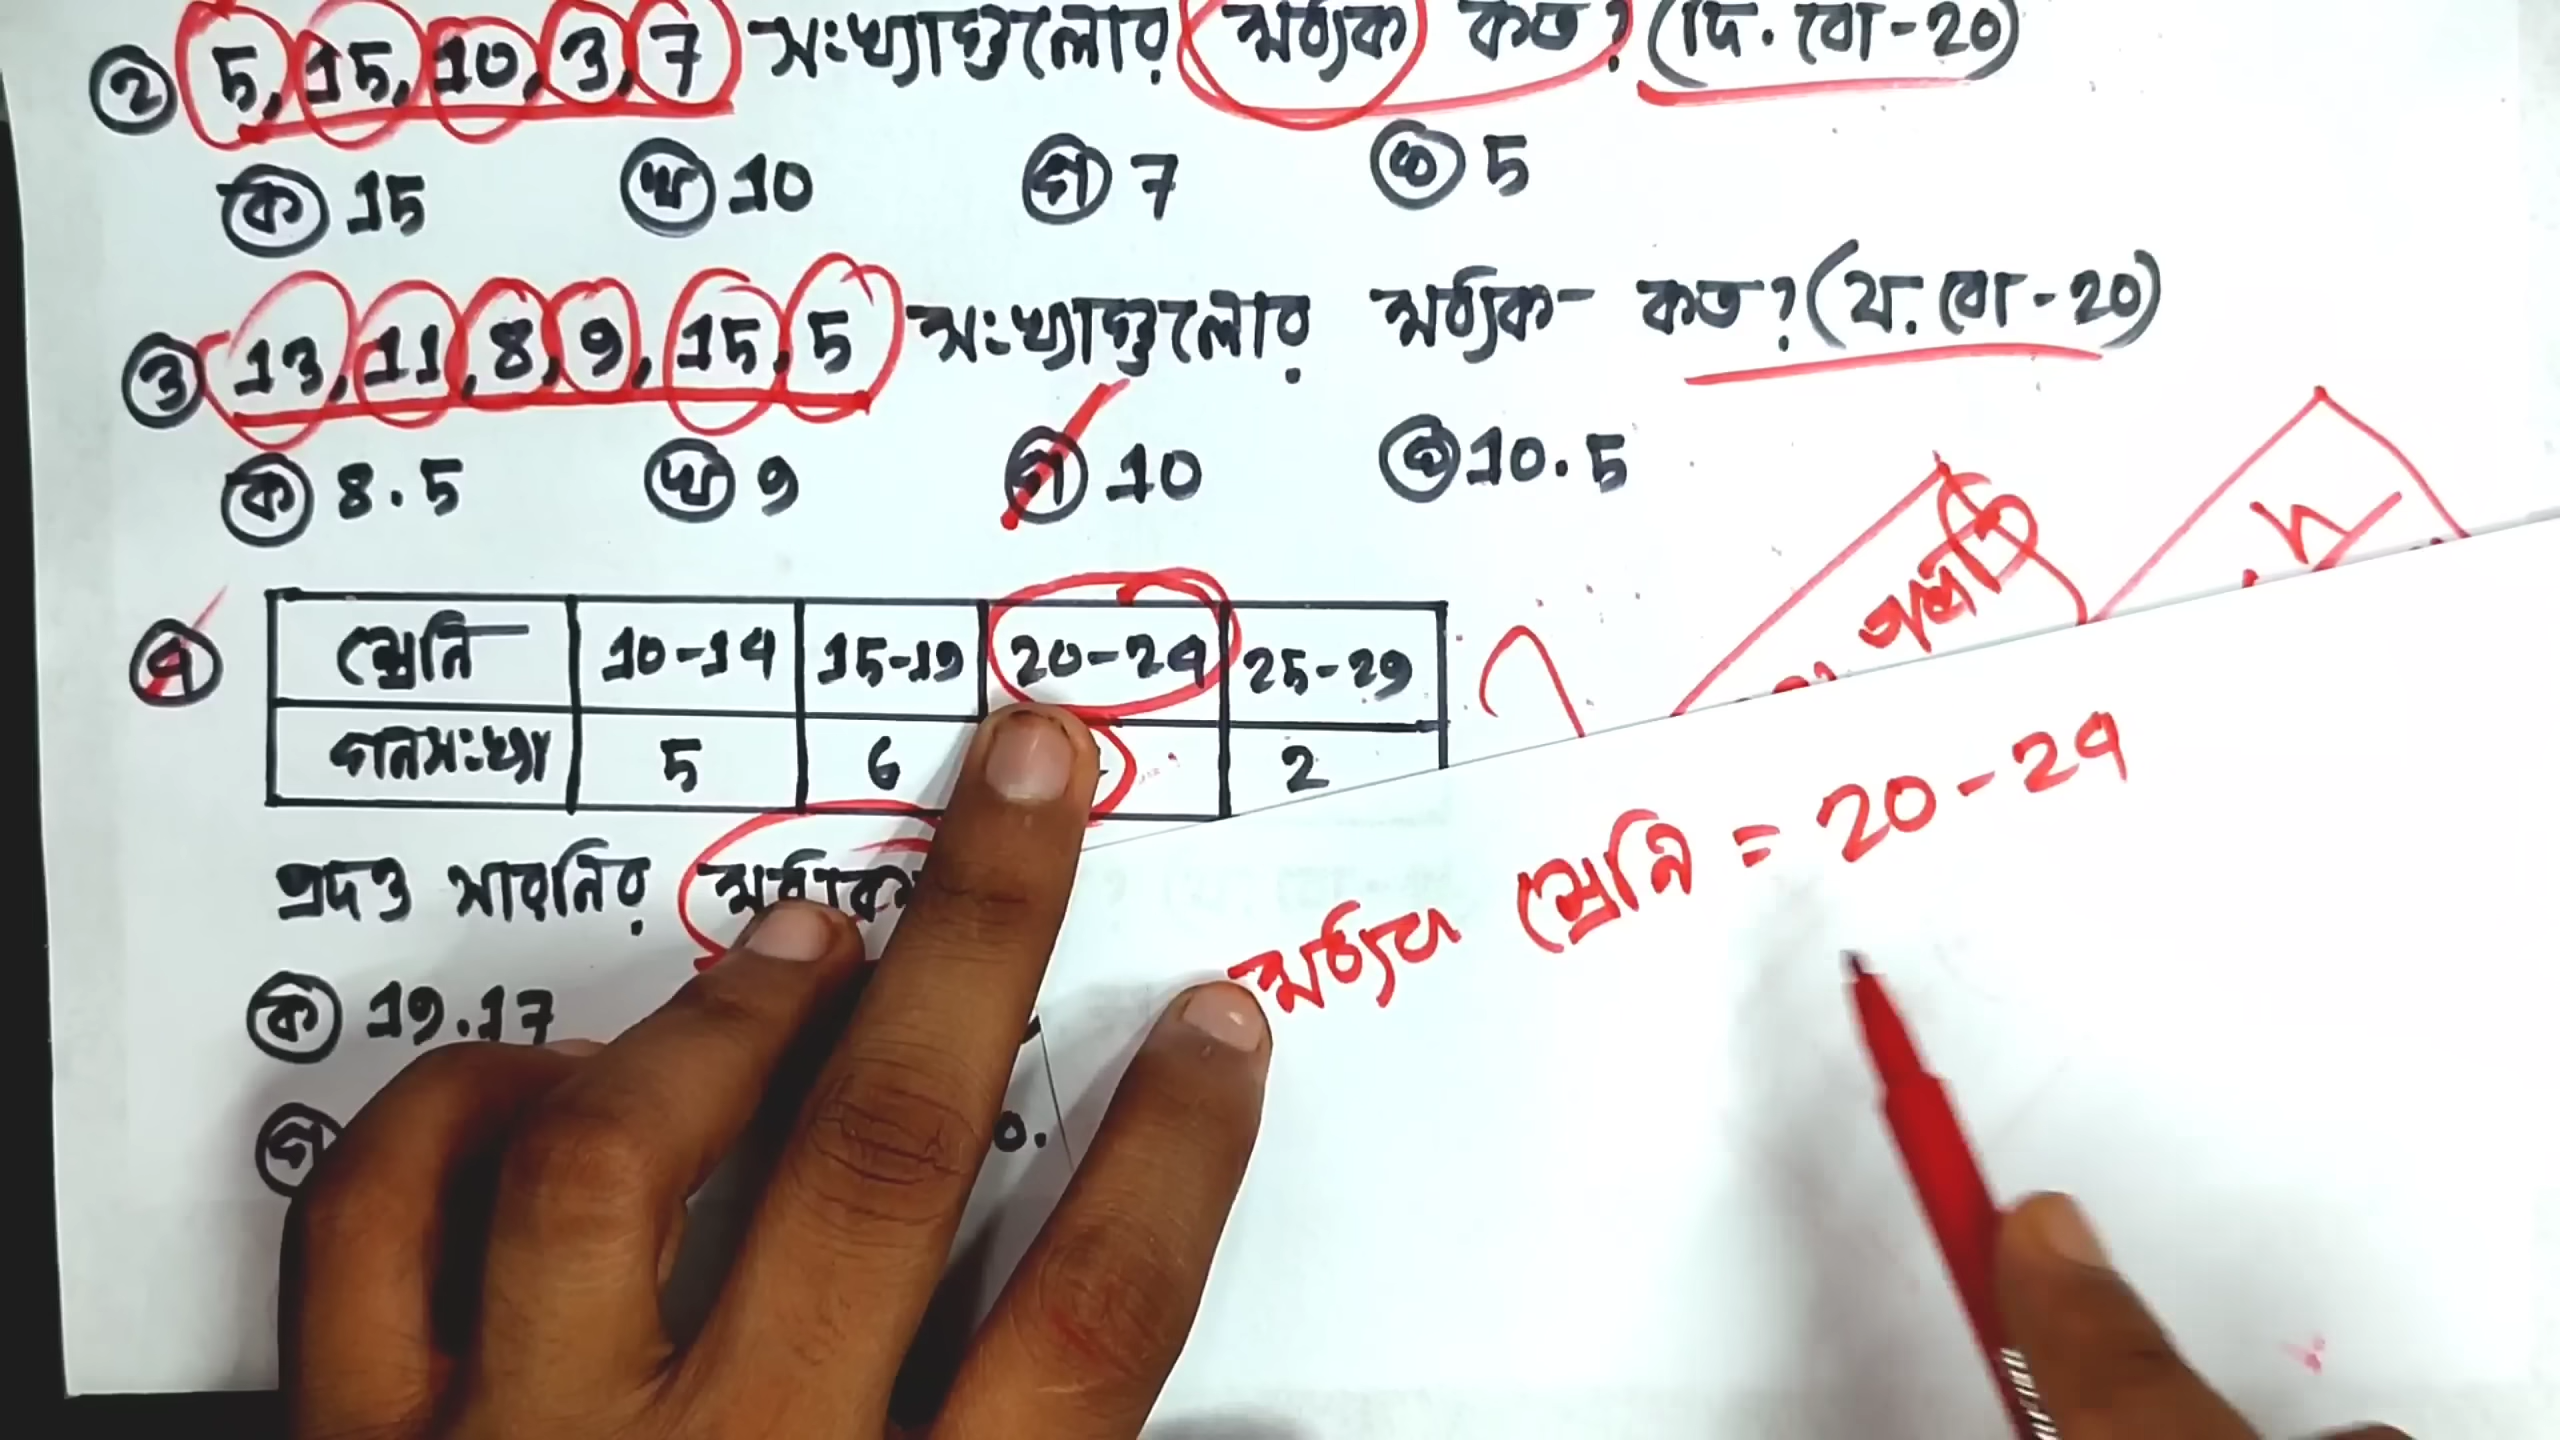 ② 5, 15, 10, 3, 7 সংখ্যাগুলোর মধ্যক কত? (দি. বো - 20)
ক 15 খ 10 গ 7 ঘ 5
③ 13, 11, 8, 9, 15, 5 সংখ্যাগুলোর মধ্যক কত? (য. বো - 20)
ক 8.5 খ 9 গ 10 ঘ 10.5
④ শ্রেনি 10-14 15-19 20-24 25-29
গনসংখ্যা 5 6 2
প্রদত্ত সারনির
মধ্যক শ্রেনি = 20-24
ক 19.17
গ